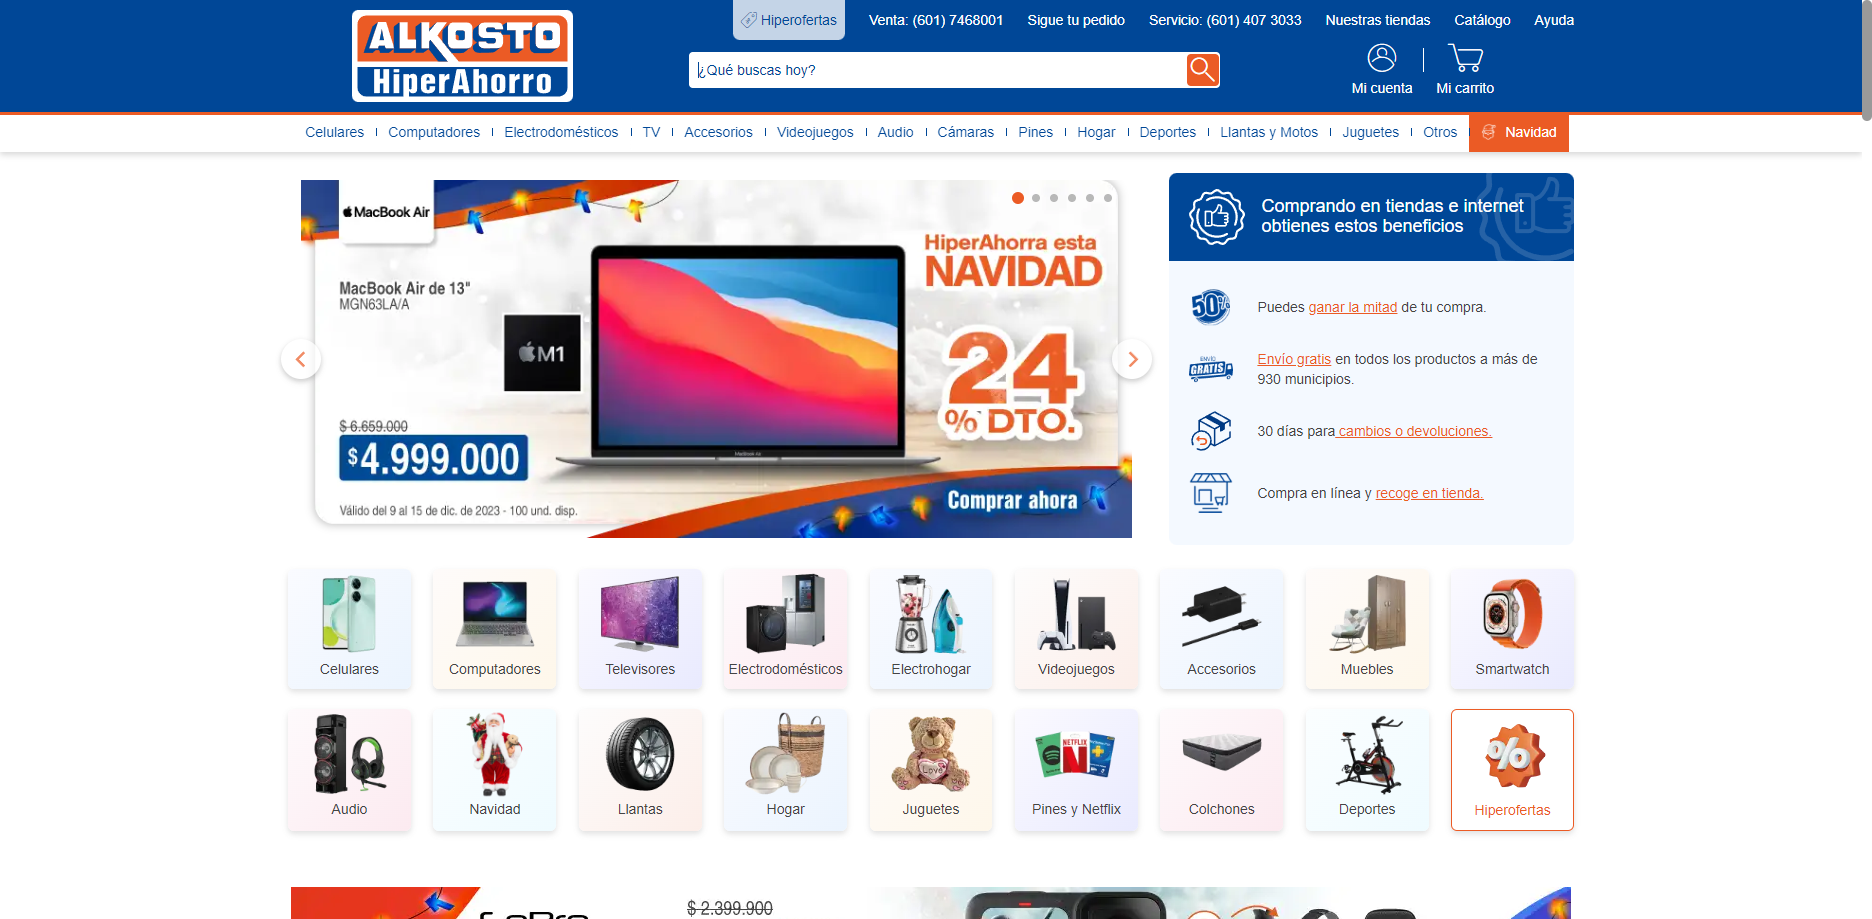 ALKOSTO
HiperAhorro
Hiperofertas
Venta: (601) 7468001
Sigue tu pedido
Servicio: (601) 407 3033
Nuestras tiendas
Catálogo
Ayuda
¿Qué buscas hoy?
Mi cuenta
Mi carrito
Celulares
Computadores
Electrodomésticos
TV
Accesorios
Videojuegos
Audio
Cámaras
Pines
Hogar
Deportes
Llantas y Motos
Juguetes
Otros
Navidad
MacBook Air
MacBook Air de 13"
MGN63LA/A
M1
$ 6.659.000
$4.999.000
Válido del 9 al 15 de dic. de 2023 - 100 und. disp.
MacBook Air
HiperAhorra esta
NAVIDAD
24
% DTO.
Comprar ahora
Comprando en tiendas e internet
obtienes estos beneficios
50%
Puedes ganar la mitad de tu compra.
ENVÍO
GRATIS
Envío gratis en todos los productos a más de
930 municipios.
30 días para cambios o devoluciones.
Compra en línea y recoge en tienda.
Celulares
Computadores
Televisores
Electrodomésticos
Electrohogar
Videojuegos
Accesorios
Muebles
Smartwatch
Audio
Navidad
Llantas
Hogar
Love
Juguetes
NETFLIX
Pines y Netflix
Colchones
Deportes
%
Hiperofertas
$ 2.399.900